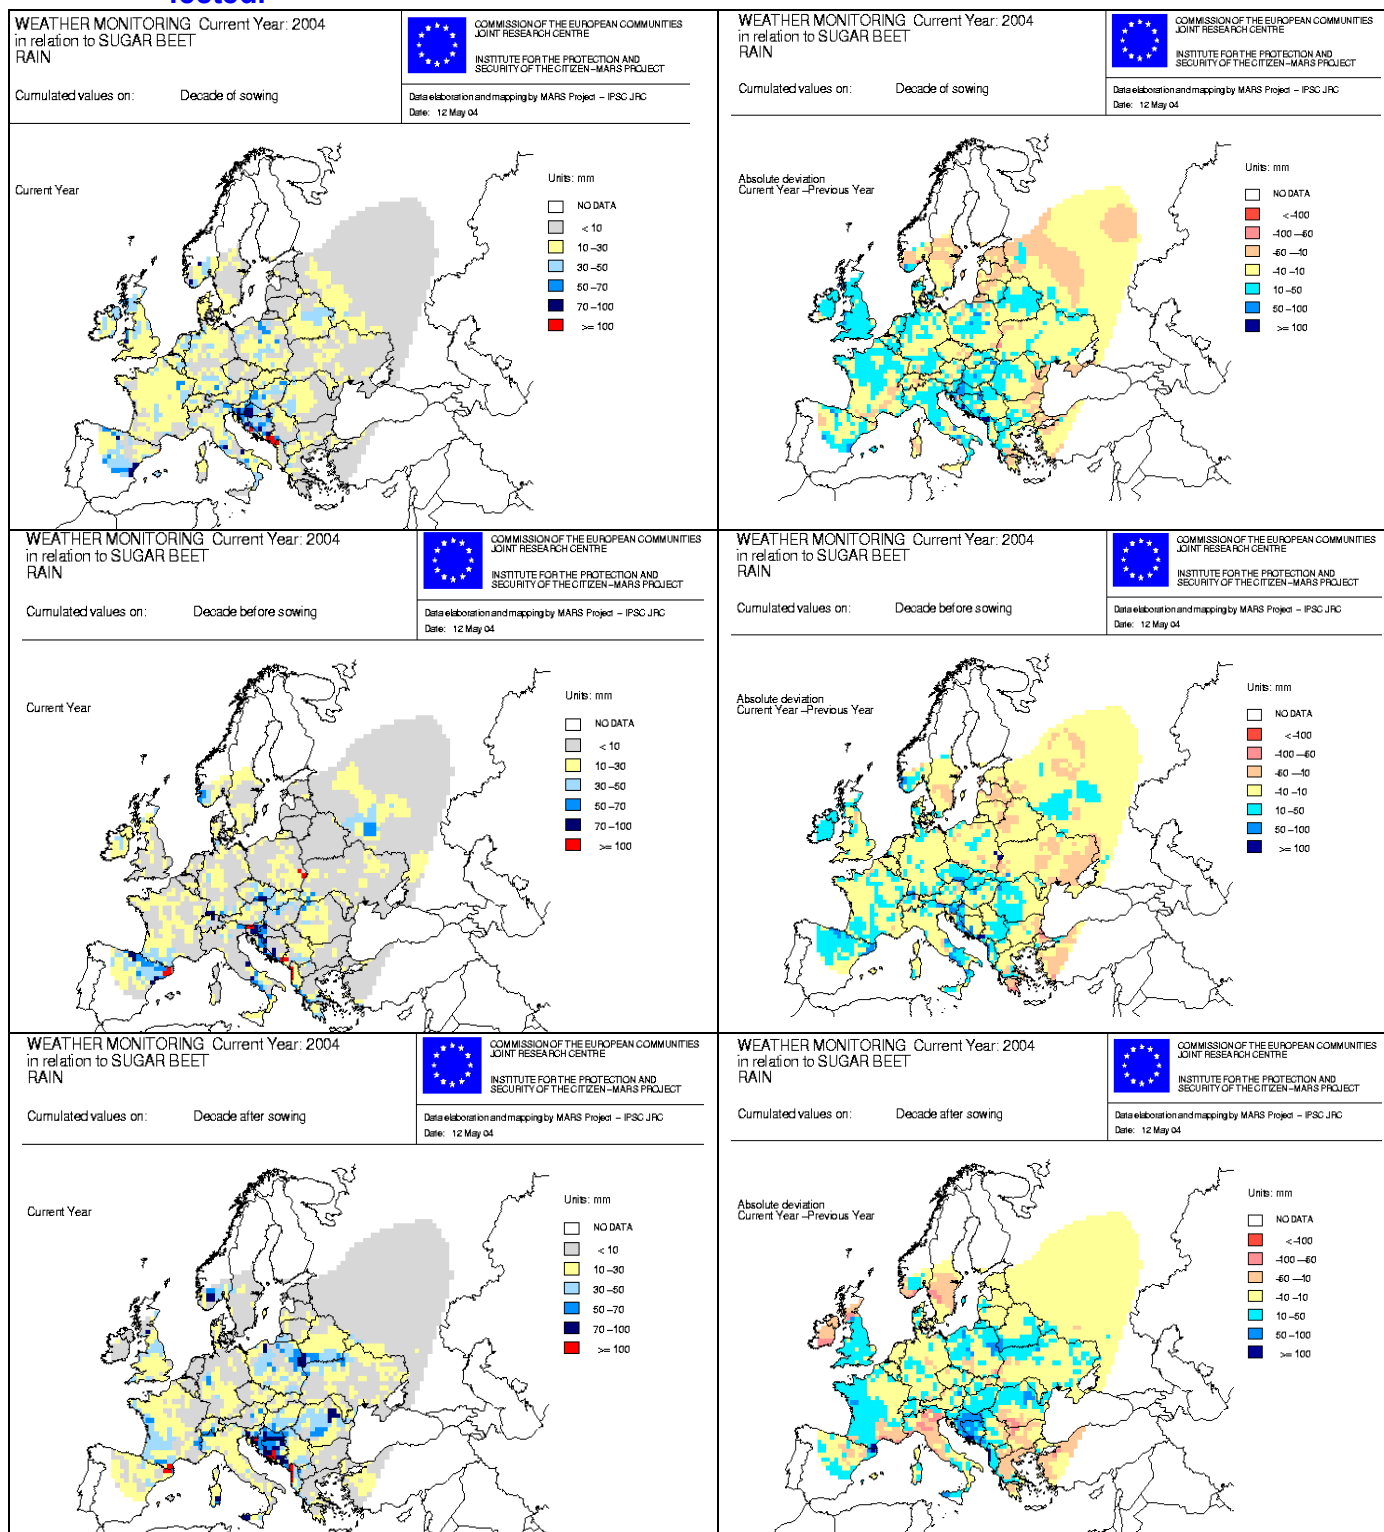 WEATHER MONITORING Current Year: 2004
in relation to SUGAR BEET
RAIN
COMMISSION OF THE EUROPEAN COMMUNITIES
JOINT RESEARCH CENTRE
INSTITUTE FOR THE PROTECTION AND
SECURITY OF THE CITIZEN-MARS PROJECT
Cumulated values on: Decade of sowing
Data elaboration and mapping by MARS Project - IPSC JRC
Date: 12 May 04
Current Year
Units: mm
NO DATA
< 10
10 -30
30 -50
50 -70
70 -100
>= 100
WEATHER MONITORING Current Year: 2004
in relation to SUGAR BEET
RAIN
COMMISSION OF THE EUROPEAN COMMUNITIES
JOINT RESEARCH CENTRE
INSTITUTE FOR THE PROTECTION AND
SECURITY OF THE CITIZEN-MARS PROJECT
Cumulated values on: Decade of sowing
Data elaboration and mapping by MARS Project - IPSC JRC
Date: 12 May 04
Absolute deviation
Current Year -Previous Year
Units: mm
NO DATA
<-100
-100 -50
-50 -10
-10 -10
10 -50
50 -100
>= 100
WEATHER MONITORING Current Year: 2004
in relation to SUGAR BEET
RAIN
COMMISSION OF THE EUROPEAN COMMUNITIES
JOINT RESEARCH CENTRE
INSTITUTE FOR THE PROTECTION AND
SECURITY OF THE CITIZEN-MARS PROJECT
Cumulated values on: Decade before sowing
Data elaboration and mapping by MARS Project - IPSC JRC
Date: 12 May 04
Current Year
Units: mm
NO DATA
< 10
10 -30
30 -50
50 -70
70 -100
>= 100
WEATHER MONITORING Current Year: 2004
in relation to SUGAR BEET
RAIN
COMMISSION OF THE EUROPEAN COMMUNITIES
JOINT RESEARCH CENTRE
INSTITUTE FOR THE PROTECTION AND
SECURITY OF THE CITIZEN-MARS PROJECT
Cumulated values on: Decade before sowing
Data elaboration and mapping by MARS Project - IPSC JRC
Date: 12 May 04
Absolute deviation
Current Year -Previous Year
Units: mm
NO DATA
<-100
-100 -50
-50 -10
-10 -10
10 -50
50 -100
>= 100
WEATHER MONITORING Current Year: 2004
in relation to SUGAR BEET
RAIN
COMMISSION OF THE EUROPEAN COMMUNITIES
JOINT RESEARCH CENTRE
INSTITUTE FOR THE PROTECTION AND
SECURITY OF THE CITIZEN-MARS PROJECT
Cumulated values on: Decade after sowing
Data elaboration and mapping by MARS Project - IPSC JRC
Date: 12 May 04
Current Year
Units: mm
NO DATA
< 10
10 -30
30 -50
50 -70
70 -100
>= 100
WEATHER MONITORING Current Year: 2004
in relation to SUGAR BEET
RAIN
COMMISSION OF THE EUROPEAN COMMUNITIES
JOINT RESEARCH CENTRE
INSTITUTE FOR THE PROTECTION AND
SECURITY OF THE CITIZEN-MARS PROJECT
Cumulated values on: Decade after sowing
Data elaboration and mapping by MARS Project - IPSC JRC
Date: 12 May 04
Absolute deviation
Current Year -Previous Year
Units: mm
NO DATA
<-100
-100 -50
-50 -10
-10 -10
10 -50
50 -100
>= 100